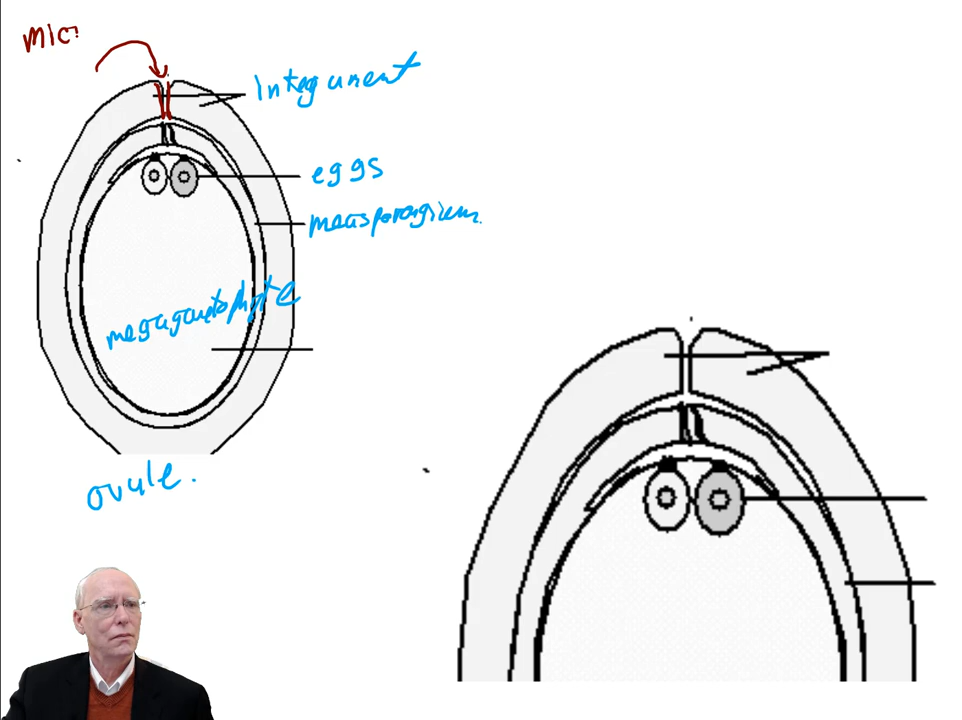 mic
Integument
eggs
megasporangium
megagametophyte
ovule.